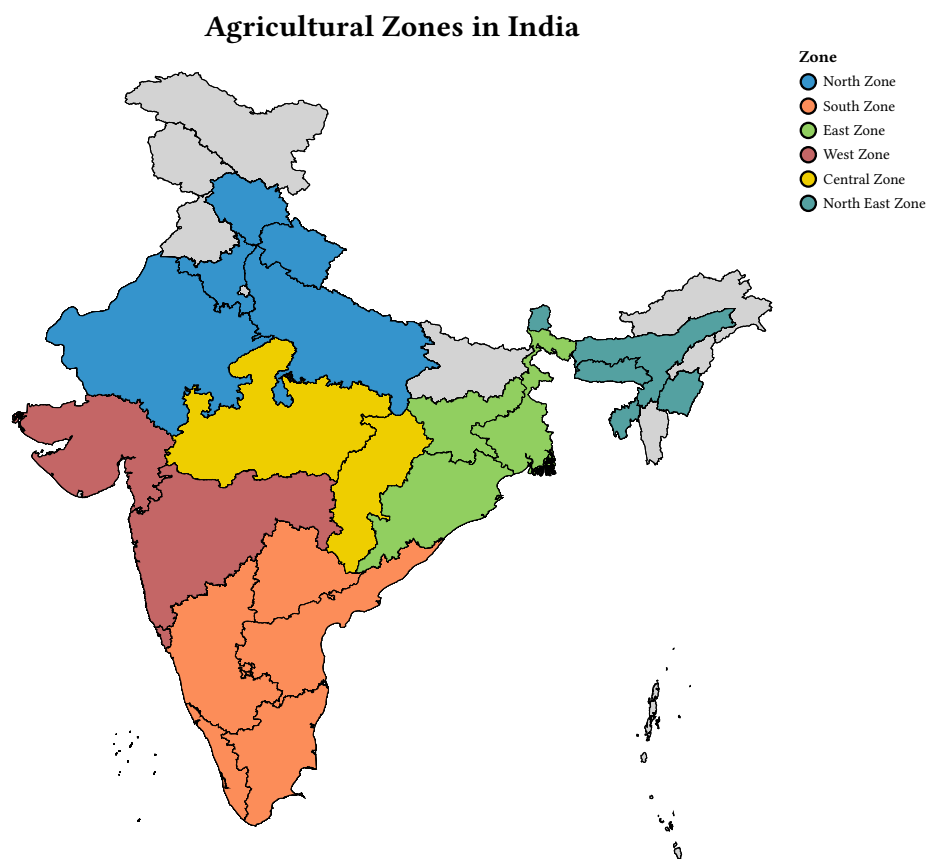 Agricultural Zones in India
Zone
North Zone
South Zone
East Zone
West Zone
Central Zone
North East Zone